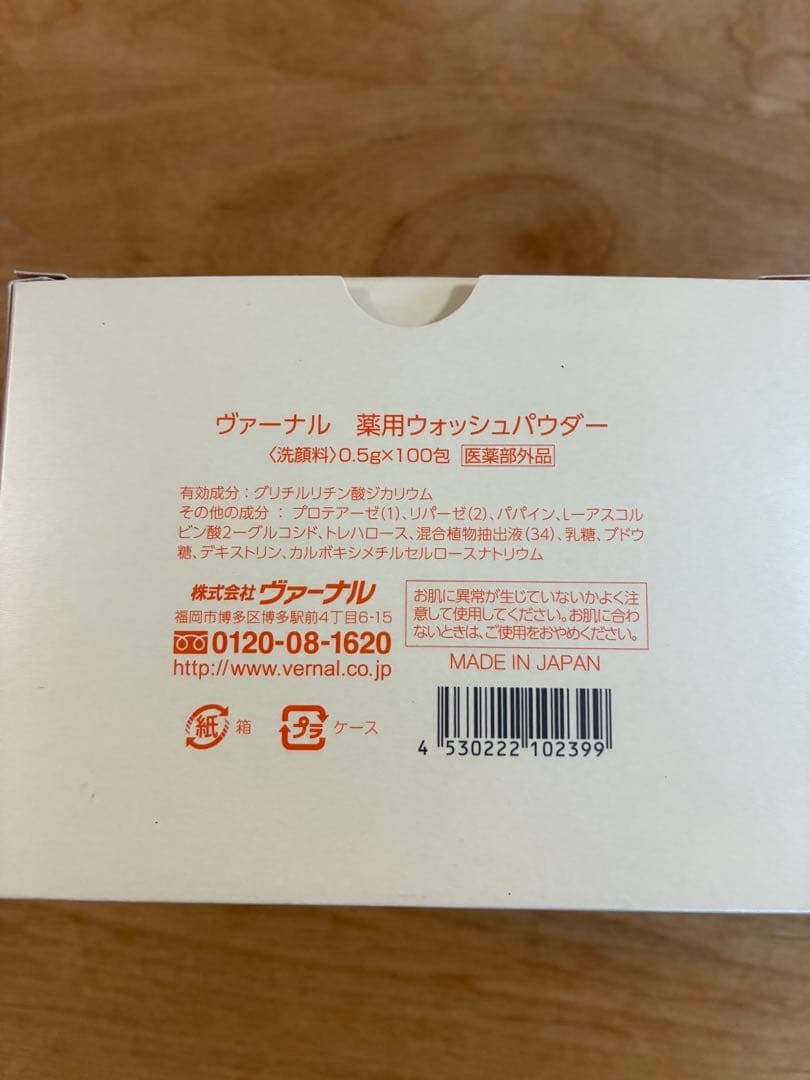 ヴァーナル　薬用ウォッシュパウダー
〈洗顔料〉0.5g×100包 医薬部外品
有効成分：グリチルリチン酸ジカリウム
その他の成分：プロテアーゼ(1)、リパーゼ(2)、パパイン、L-アスコル
ビン酸2-グルコシド、トレハロース、混合植物抽出液(34)、乳糖、ブドウ
糖、デキストリン、カルボキシメチルセルロースナトリウム
株式会社 ヴァーナル
福岡市博多区博多駅前4丁目6-15
0120-08-1620
http://www.vernal.co.jp
お肌に異常が生じていないかよく注
意して使用してください。お肌に合わ
ないときは、ご使用をおやめください。
MADE IN JAPAN
紙 箱
プラ ケース
4 530222 102399